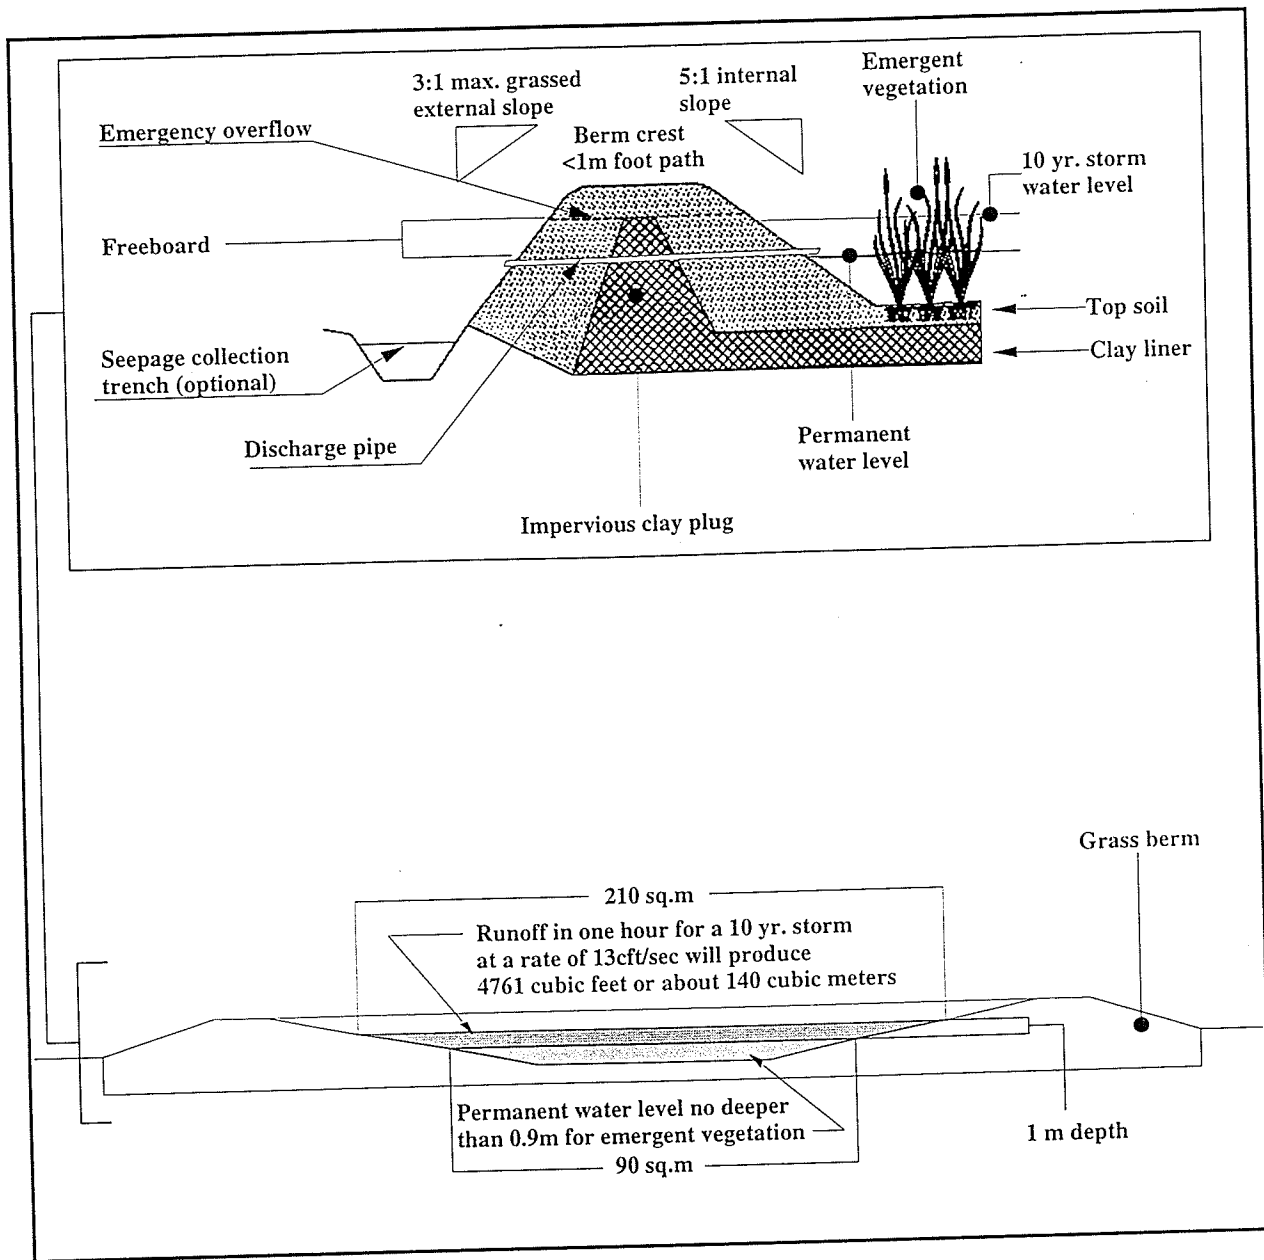 3:1 max. grassed
external slope
5:1 internal
slope
Emergent
vegetation
Emergency overflow
Berm crest
<1m foot path
10 yr. storm
water level
Freeboard
Top soil
Seepage collection
trench (optional)
Clay liner
Discharge pipe
Permanent
water level
Impervious clay plug
Grass berm
210 sq.m
Runoff in one hour for a 10 yr. storm
at a rate of 13cft/sec will produce
4761 cubic feet or about 140 cubic meters
Permanent water level no deeper
than 0.9m for emergent vegetation
1 m depth
90 sq.m